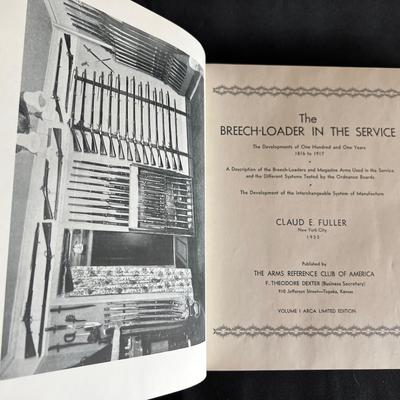 The
BREECH-LOADER IN THE SERVICE
The Developments of One Hundred and One Years
1816 to 1917
A Description of the Breech-Loaders and Magazine Arms Used in the Service
and the Different Systems Tested by the Ordnance Boards
The Development of the Interchangeable System of Manufacture
CLAUD E. FULLER
New York City
1933
Published by
THE ARMS REFERENCE CLUB OF AMERICA
F. THEODORE DEXTER (Business Secretary)
910 Jefferson Street—Topeka, Kansas
VOLUME I ARCA LIMITED EDITION